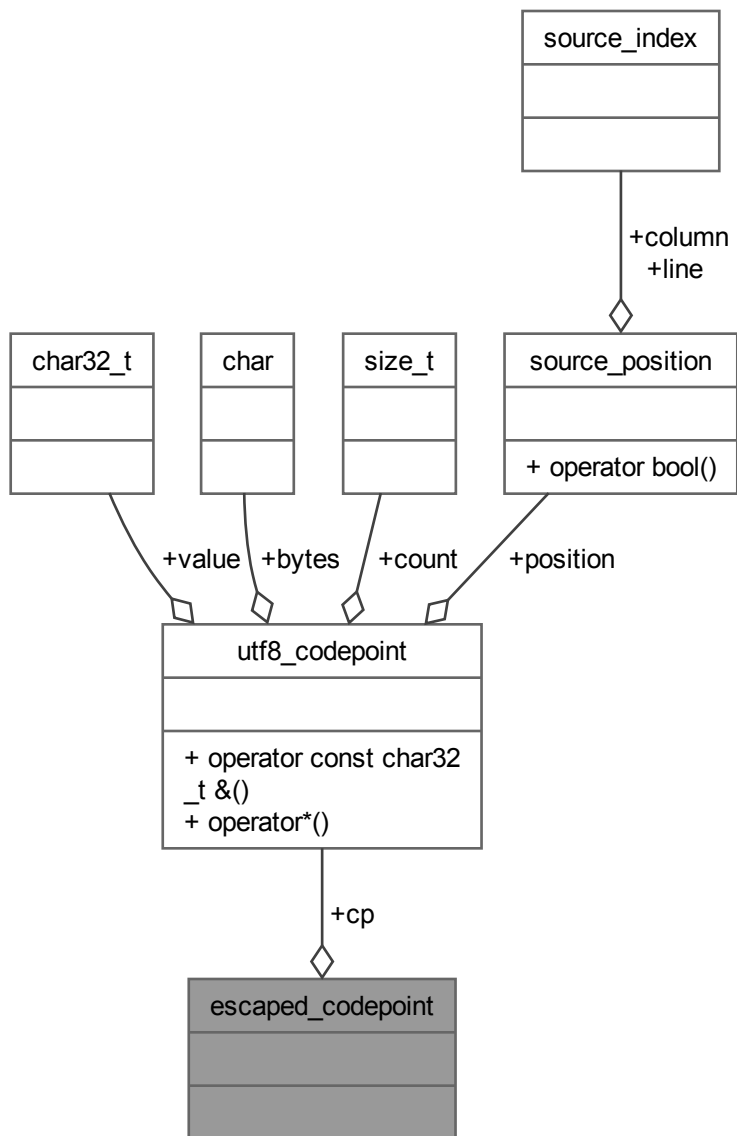 source_index
+column
+line
char32_t
char
size_t
source_position
+ operator bool()
+value
+bytes
+count
+position
utf8_codepoint
+ operator const char32
_t &()
+ operator*()
+cp
escaped_codepoint